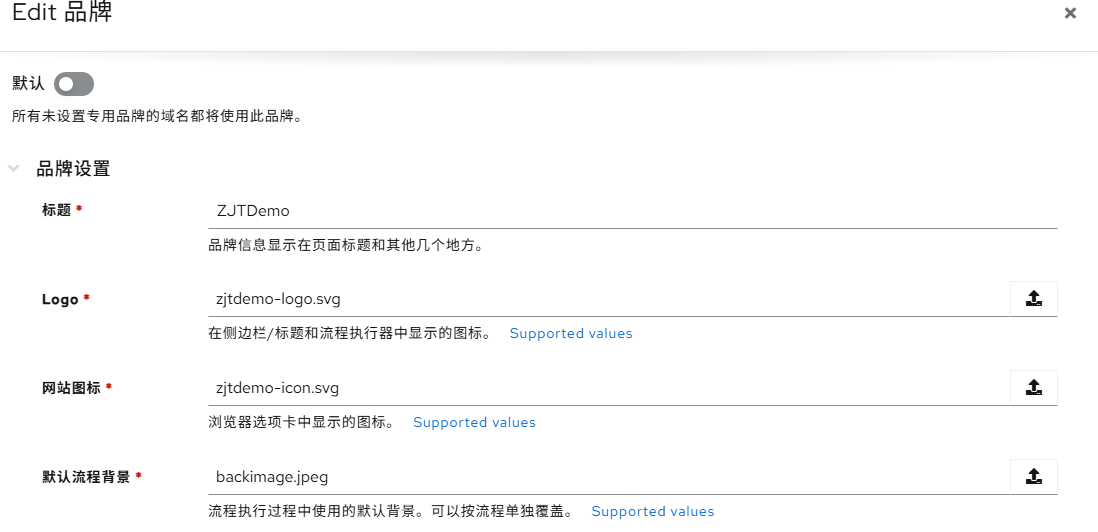 Edit 品牌
默认
所有未设置专用品牌的域名都将使用此品牌。
品牌设置
标题 * ZJTDemo
品牌信息显示在页面标题和其他几个地方。
Logo * zjtdemo-logo.svg
在侧边栏/标题和流程执行器中显示的图标。 Supported values
网站图标 * zjtdemo-icon.svg
浏览器选项卡中显示的图标。 Supported values
默认流程背景 * backimage.jpeg
流程执行过程中使用的默认背景。可以按流程单独覆盖。 Supported values